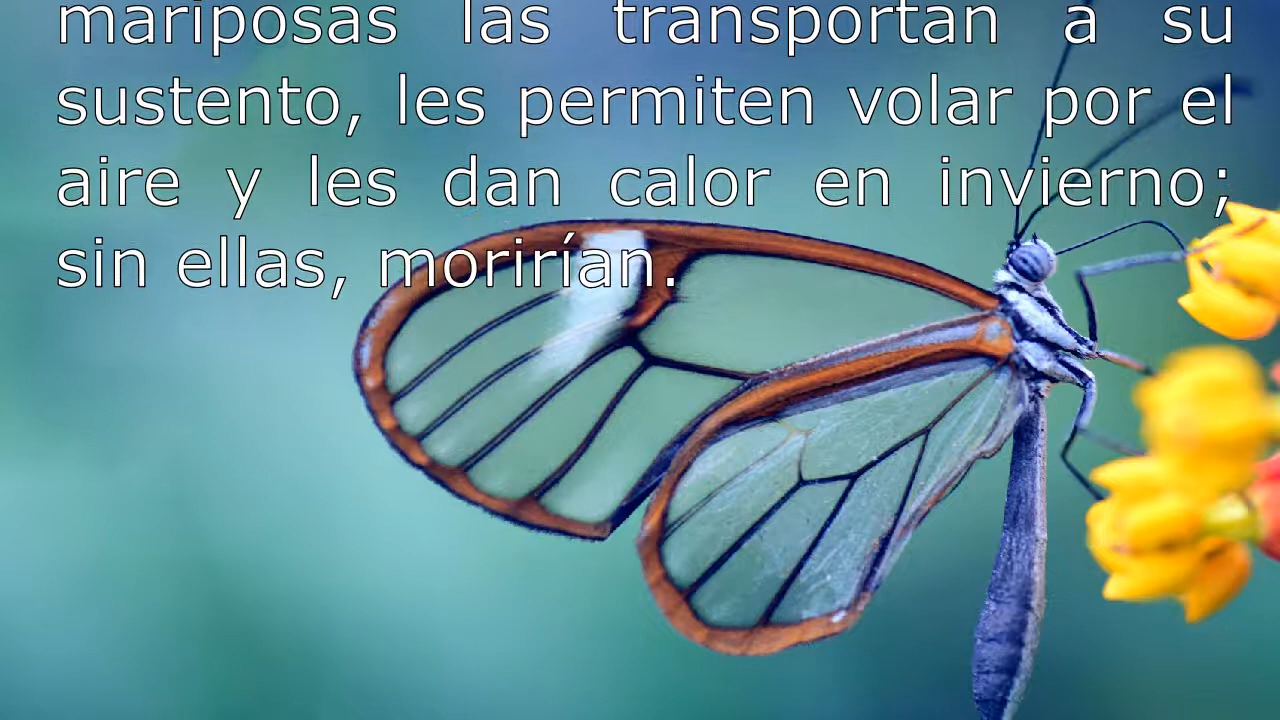 mariposas las transportan a su
sustento, les permiten volar por el
aire y les dan calor en invierno;
sin ellas, morirían.